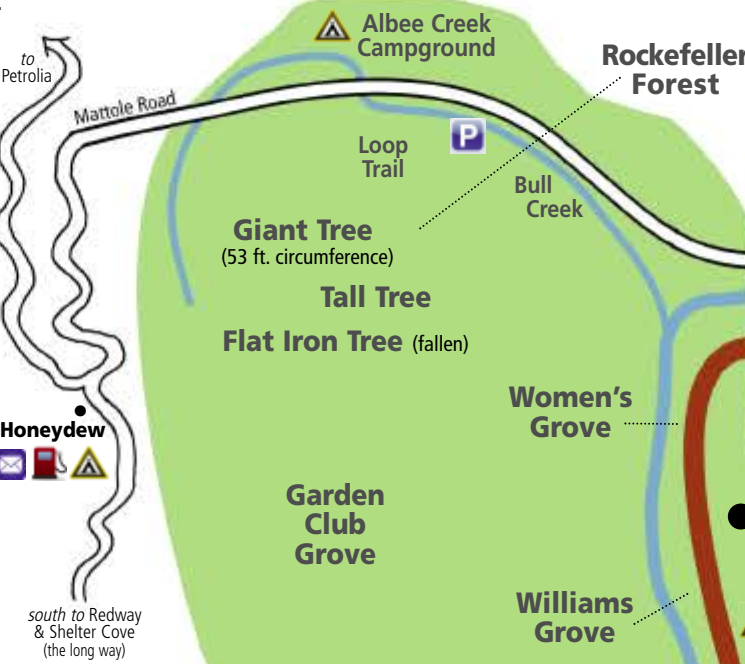 Albee Creek
Campground
Rockefeller
Forest
to
Petrolia
Mattole Road
P
Loop
Trail
Bull
Creek
Giant Tree
(53 ft. circumference)
Tall Tree
Flat Iron Tree (fallen)
Women's
Grove
Honeydew
Garden
Club
Grove
Williams
Grove
south to Redway
& Shelter Cove
(the long way)